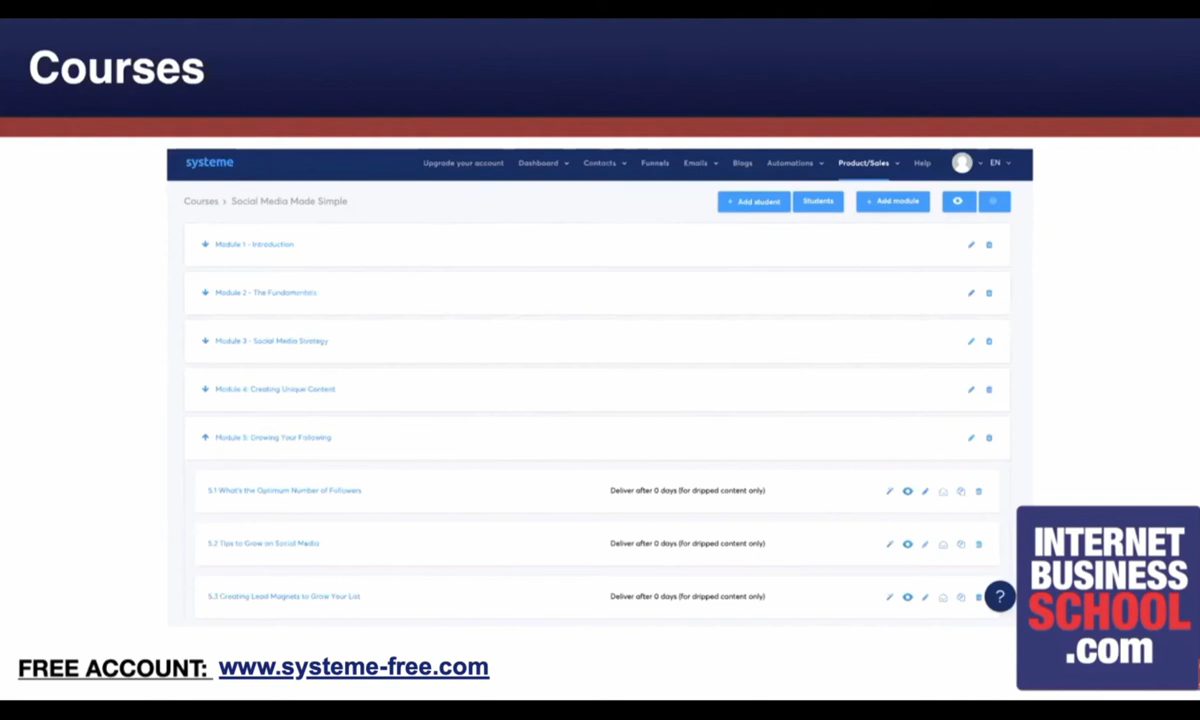 Courses
systeme
Upgrade your account Dashboard Contacts Funnels Emails Blogs Automations Product/Sales Help EN
Courses > Social Media Made Simple
+ Add student Students + Add module
Module 1 - Introduction
Module 2 - The Fundamentals
Module 3 - Social Media Strategy
Module 4: Creating Unique Content
Module 5: Growing Your Following
5.1 What's the Optimum Number of Followers Deliver after 0 days (for dripped content only)
5.2 Tips to Grow on Social Media Deliver after 0 days (for dripped content only)
5.3 Creating Lead Magnets to Grow Your List Deliver after 0 days (for dripped content only)
?
INTERNET
BUSINESS
SCHOOL
.com
FREE ACCOUNT: www.systeme-free.com